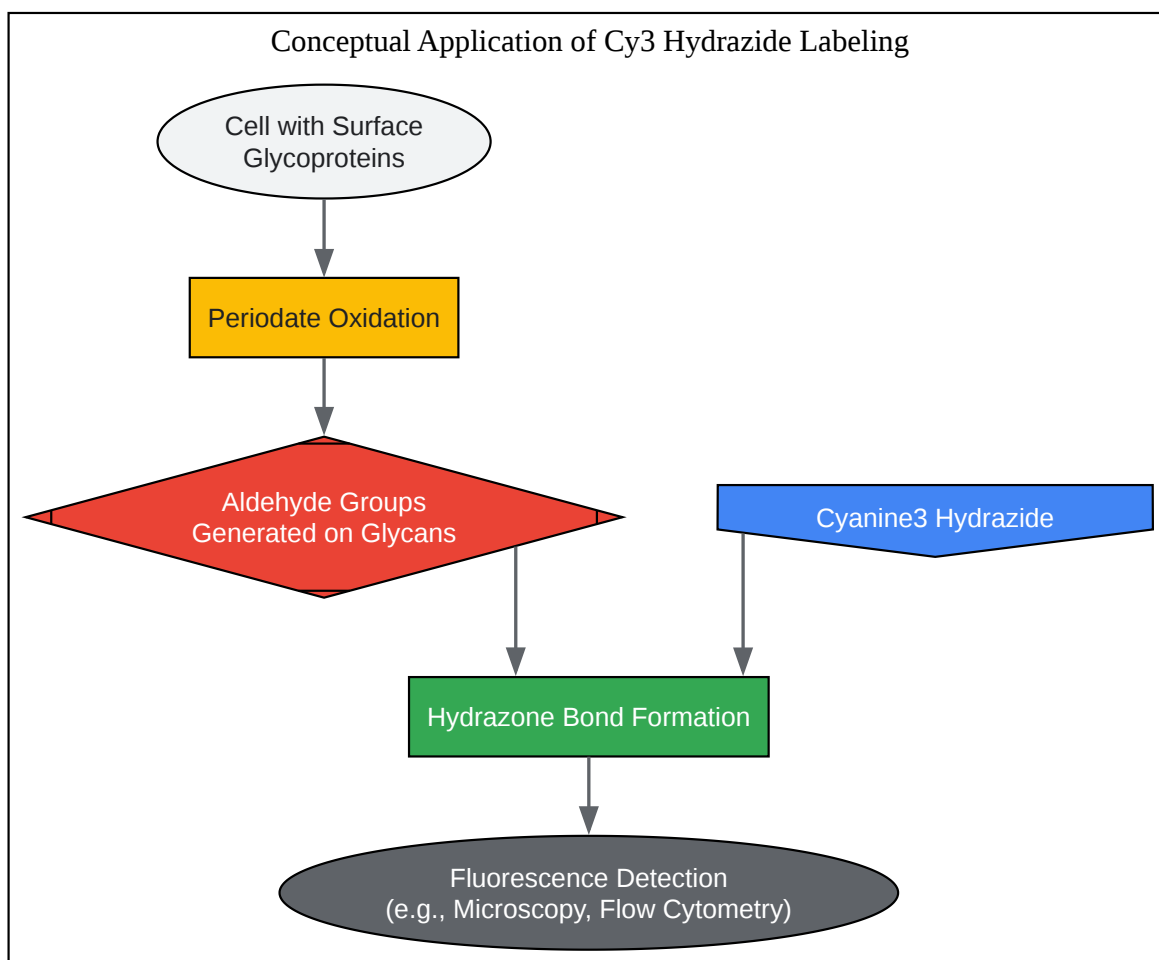 Conceptual Application of Cy3 Hydrazide Labeling
Cell with Surface
Glycoproteins
Periodate Oxidation
Aldehyde Groups
Generated on Glycans
Cyanine3 Hydrazide
Hydrazone Bond Formation
Fluorescence Detection
(e.g., Microscopy, Flow Cytometry)